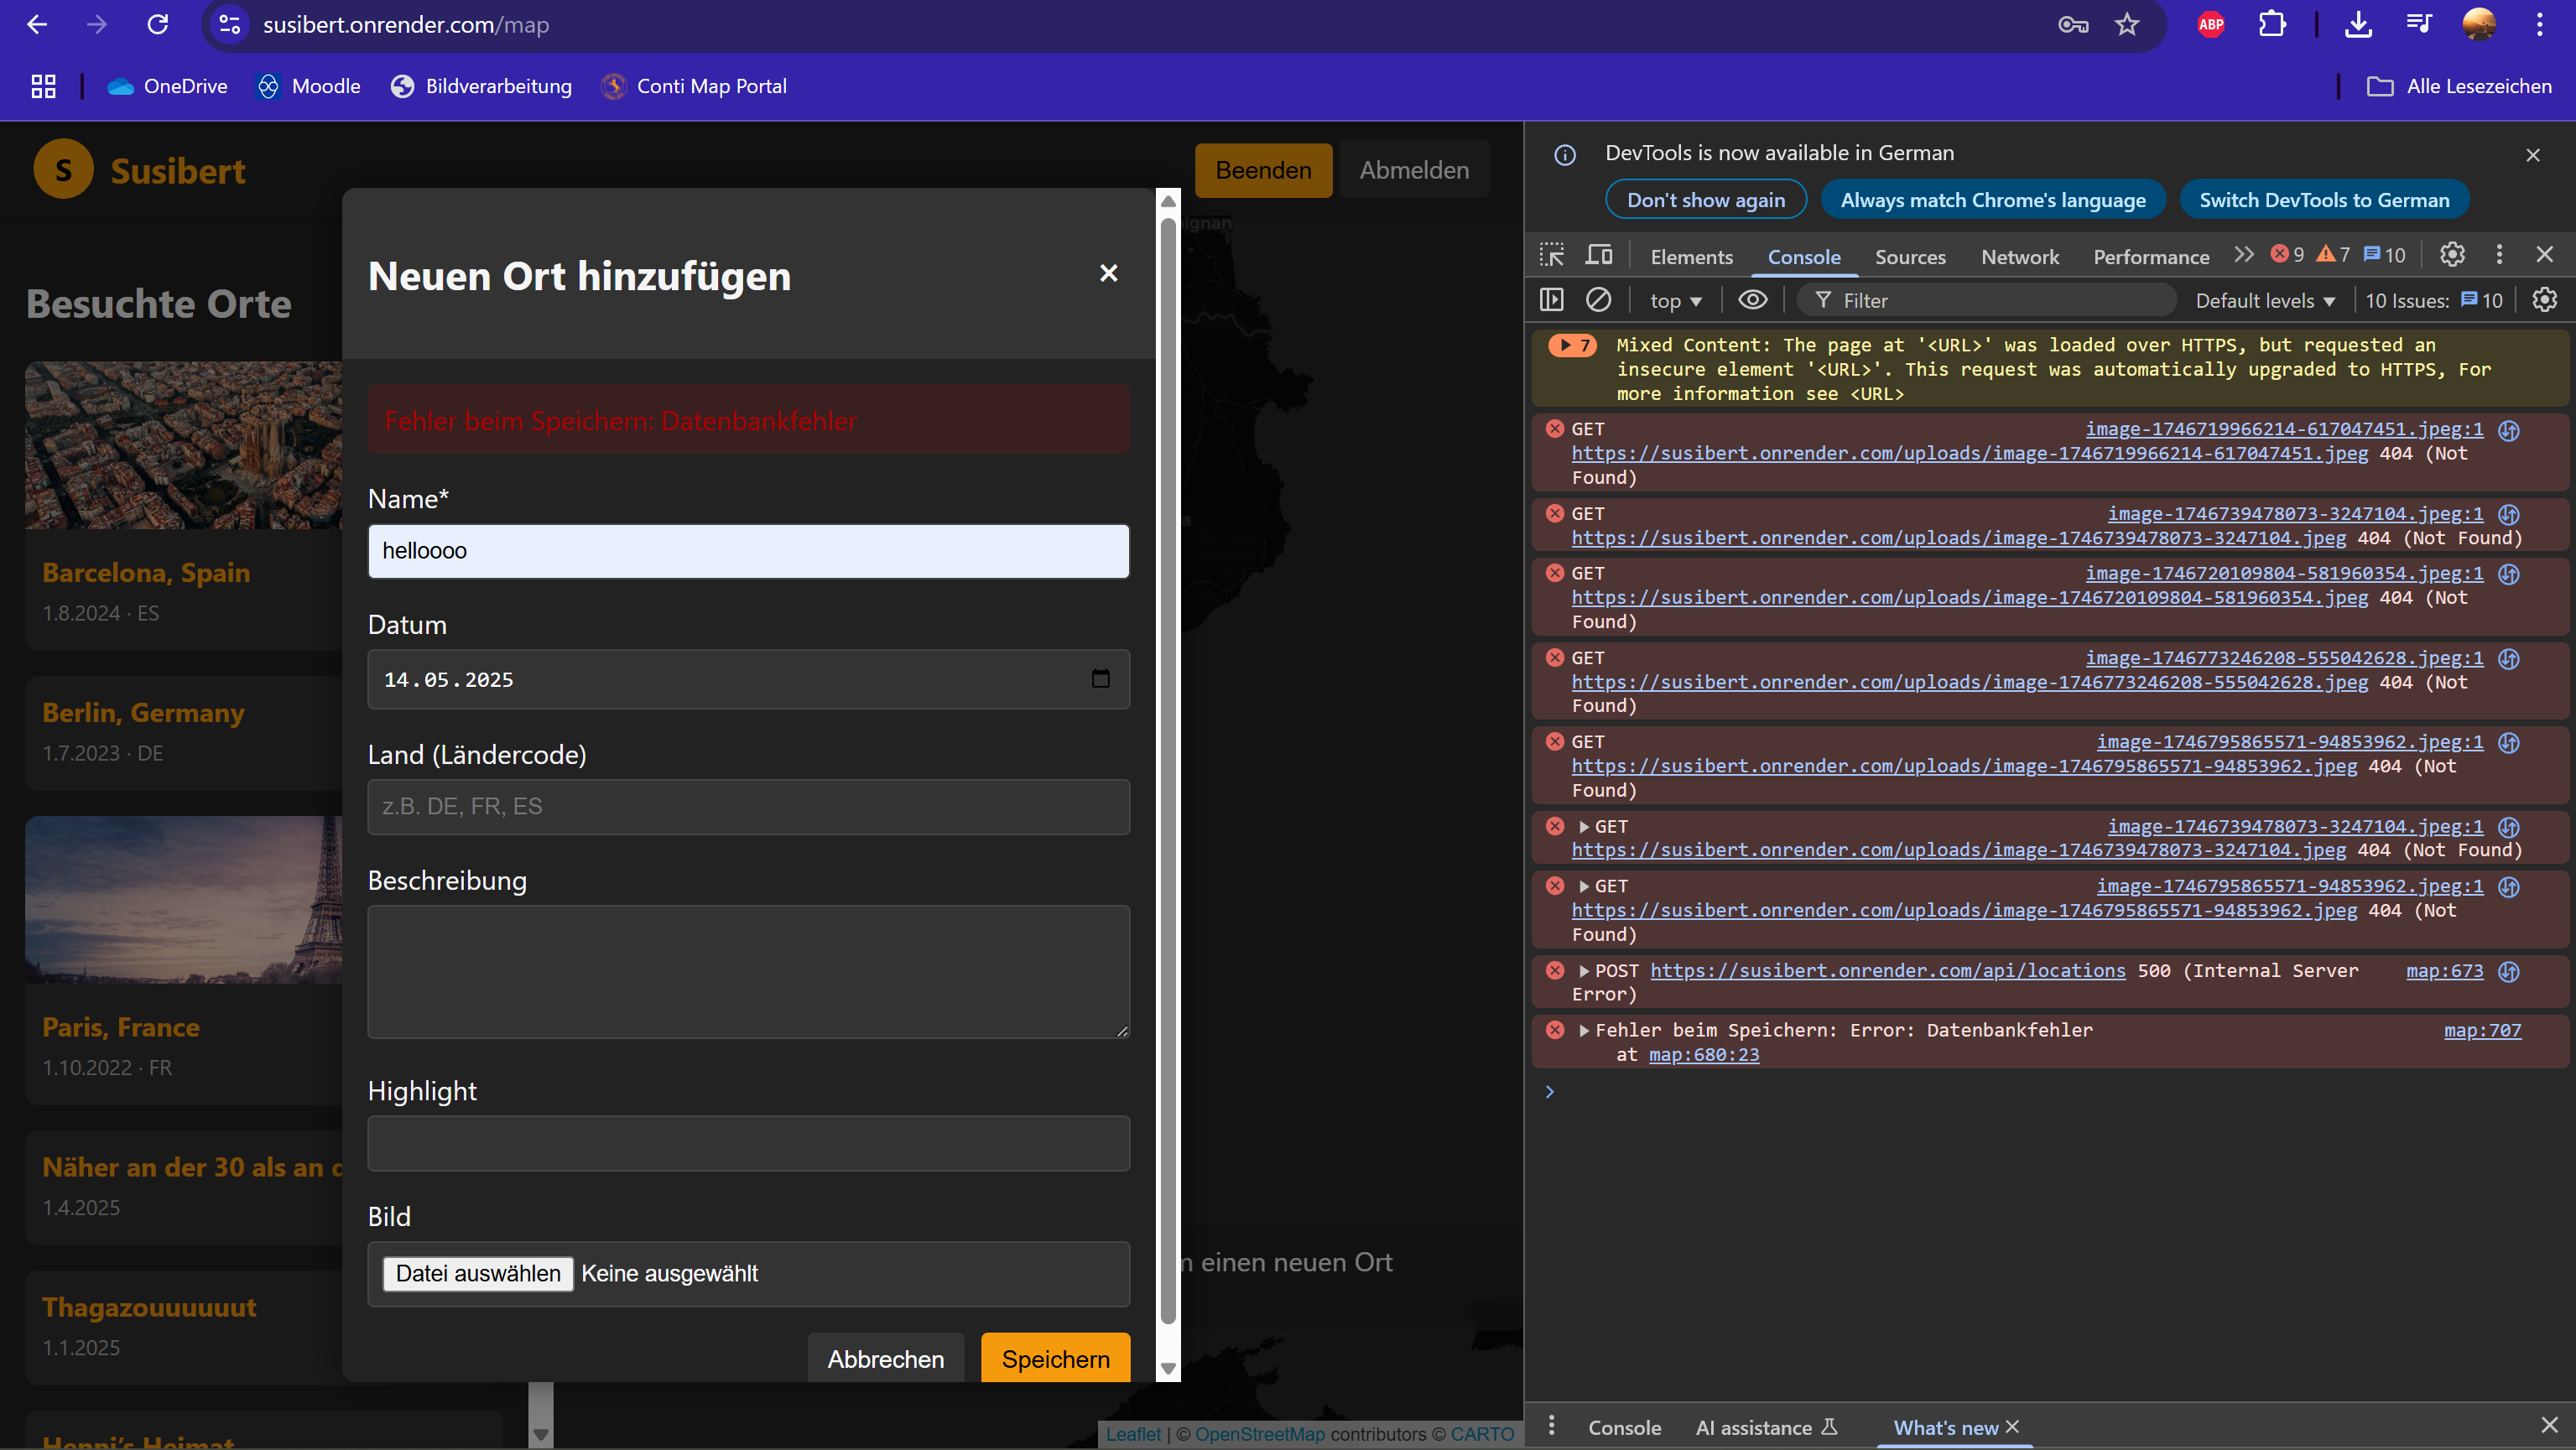 susibert.onrender.com/map
ABP
OneDrive
Moodle
Bildverarbeitung
Conti Map Portal
Alle Lesezeichen
S
Susibert
Beenden
Abmelden
Besuchte Orte
Barcelona, Spain
1.8.2024 · ES
Berlin, Germany
1.7.2023 · DE
Paris, France
1.10.2022 · FR
Näher an der 30 als an
1.4.2025
Thagazouuuuuut
1.1.2025
Henni's Heimat
Neuen Ort hinzufügen
×
Fehler beim Speichern: Datenbankfehler
Name*
helloooo
Datum
14.05.2025
Land (Ländercode)
z.B. DE, FR, ES
Beschreibung
Highlight
Bild
Datei auswählen Keine ausgewählt
Abbrechen
Speichern
einen neuen Ort
Leaflet | © OpenStreetMap contributors © CARTO
DevTools is now available in German
Don't show again
Always match Chrome's language
Switch DevTools to German
Elements
Console
Sources
Network
Performance
9
7
10
top
Filter
Default levels
10 Issues:
10
7
Mixed Content: The page at '<URL>' was loaded over HTTPS, but requested an
insecure element '<URL>'. This request was automatically upgraded to HTTPS, For
more information see <URL>
GET image-1746719966214-617047451.jpeg:1
https://susibert.onrender.com/uploads/image-1746719966214-617047451.jpeg 404 (Not
Found)
GET image-1746739478073-3247104.jpeg:1
https://susibert.onrender.com/uploads/image-1746739478073-3247104.jpeg 404 (Not Found)
GET image-1746720109804-581960354.jpeg:1
https://susibert.onrender.com/uploads/image-1746720109804-581960354.jpeg 404 (Not
Found)
GET image-1746773246208-555042628.jpeg:1
https://susibert.onrender.com/uploads/image-1746773246208-555042628.jpeg 404 (Not
Found)
GET image-1746795865571-94853962.jpeg:1
https://susibert.onrender.com/uploads/image-1746795865571-94853962.jpeg 404 (Not
Found)
GET image-1746739478073-3247104.jpeg:1
https://susibert.onrender.com/uploads/image-1746739478073-3247104.jpeg 404 (Not Found)
GET image-1746795865571-94853962.jpeg:1
https://susibert.onrender.com/uploads/image-1746795865571-94853962.jpeg 404 (Not
Found)
POST https://susibert.onrender.com/api/locations 500 (Internal Server map:673
Error)
Fehler beim Speichern: Error: Datenbankfehler map:707
at map:680:23
Console
AI assistance
What's new